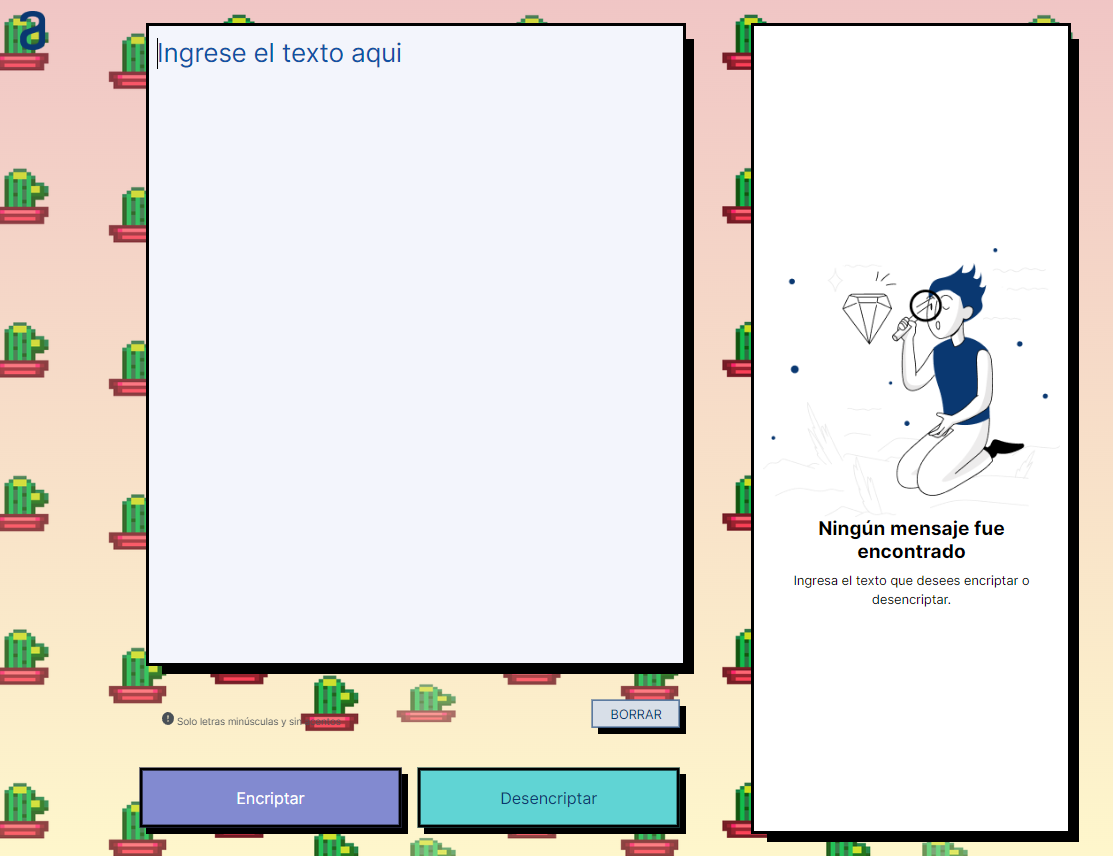 a
Ingrese el texto aqui
Ningún mensaje fue
encontrado
Ingresa el texto que desees encriptar o
desencriptar.
Solo letras minúsculas y sin
BORRAR
Encriptar
Desencriptar